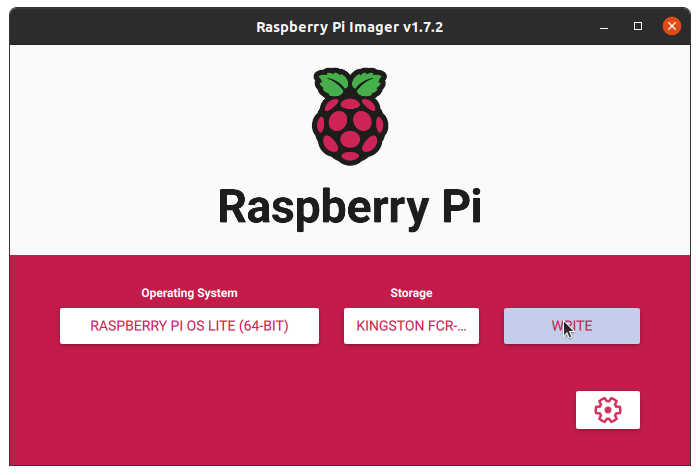 Raspberry Pi Imager v1.7.2
Raspberry Pi
Operating System
Storage
RASPBERRY PI OS LITE (64-BIT)
KINGSTON FCR-...
WRITE